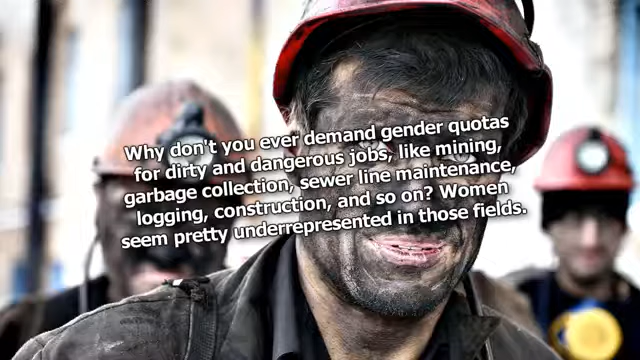 Why don't you ever demand gender quotas
for dirty and dangerous jobs, like mining,
garbage collection, sewer line maintenance,
logging, construction, and so on? Women
seem pretty underrepresented in those fields.